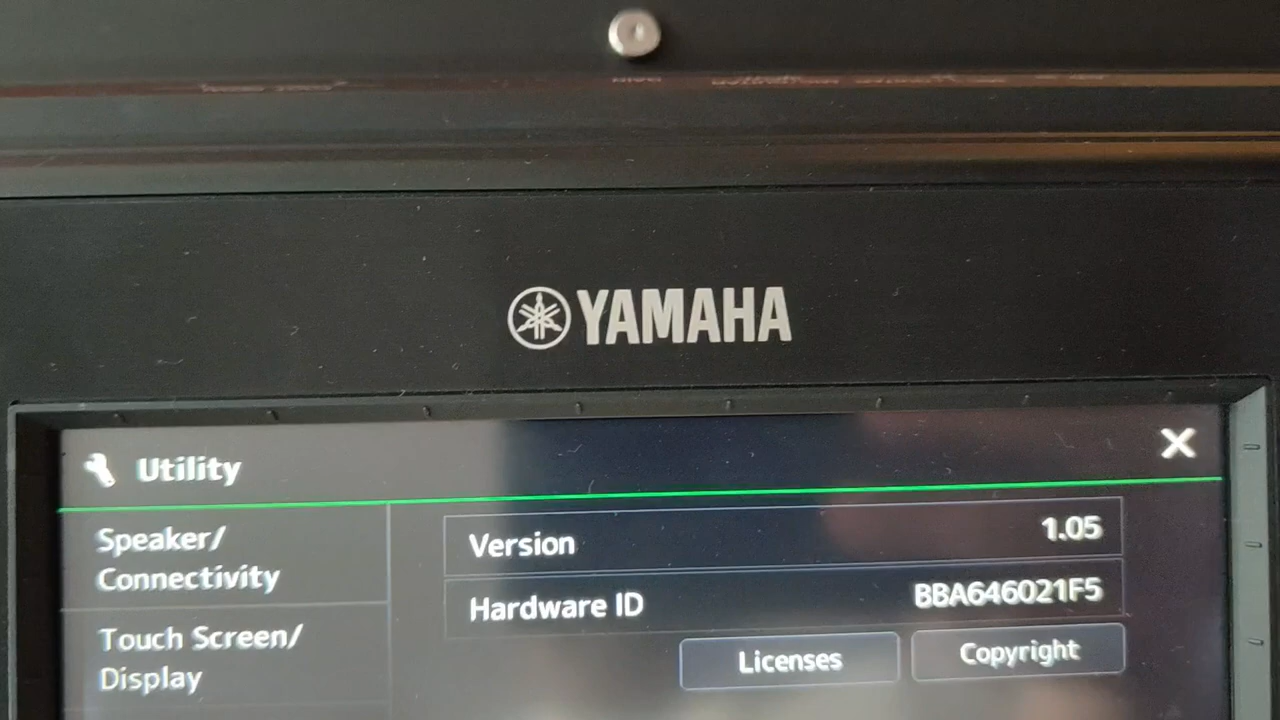 YAMAHA
Utility
Speaker/
Connectivity
Touch Screen/
Display
Version 1.05
Hardware ID BBA646021F5
Licenses Copyright